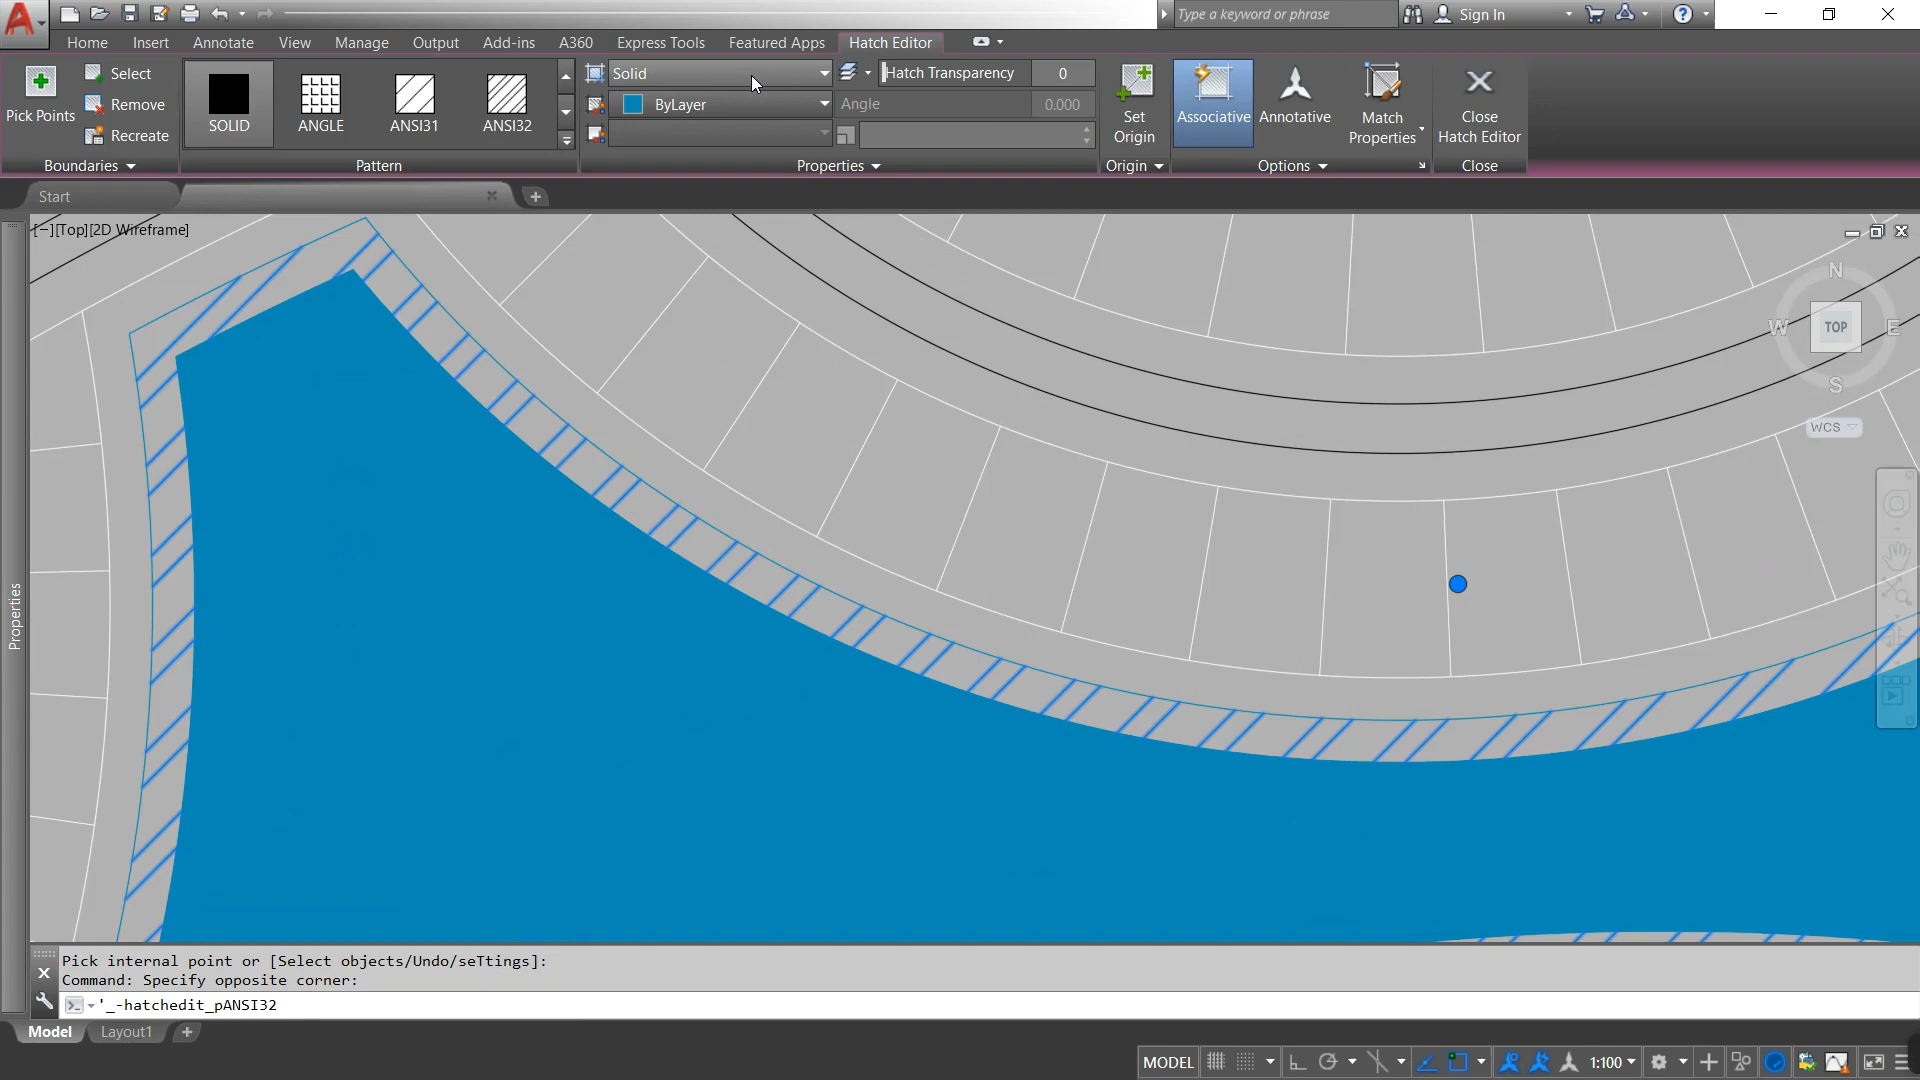 Type a keyword or phrase
Sign In
Home Insert Annotate View Manage Output Add-ins A360 Express Tools Featured Apps Hatch Editor
Pick Points
Select
Remove
Recreate
SOLID
ANGLE
ANSI31
ANSI32
Solid
ByLayer
Hatch Transparency 0
Angle 0.000
Set Origin
Associative
Annotative
Match Properties
Close Hatch Editor
Boundaries Pattern Properties Origin Options Close
Start
[−][Top][2D Wireframe]
N
W TOP E
S
WCS
Properties
Pick internal point or [Select objects/Undo/seTtings]:
Command: Specify opposite corner:
'_-hatchedit_pANSI32
Model Layout1
MODEL 1:100